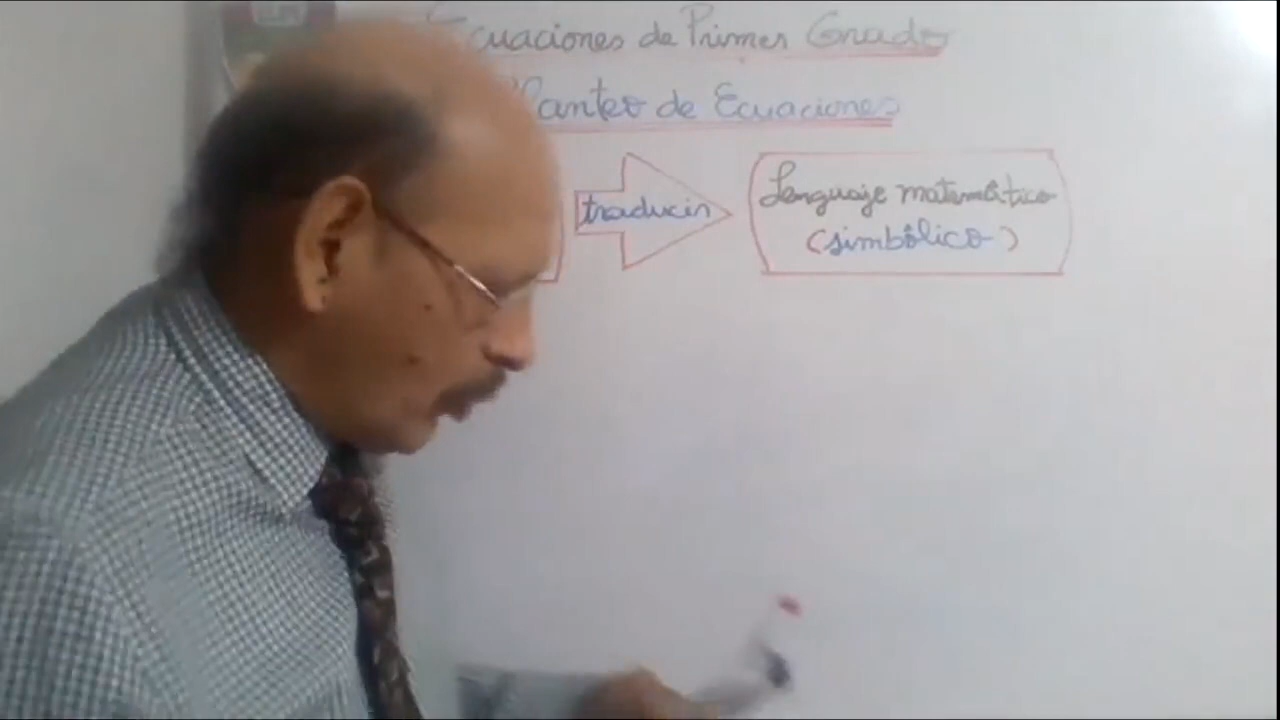 Ecuaciones de Primer Grado
Planteo de Ecuaciones
traducir
Lenguaje matemático
(simbólico)